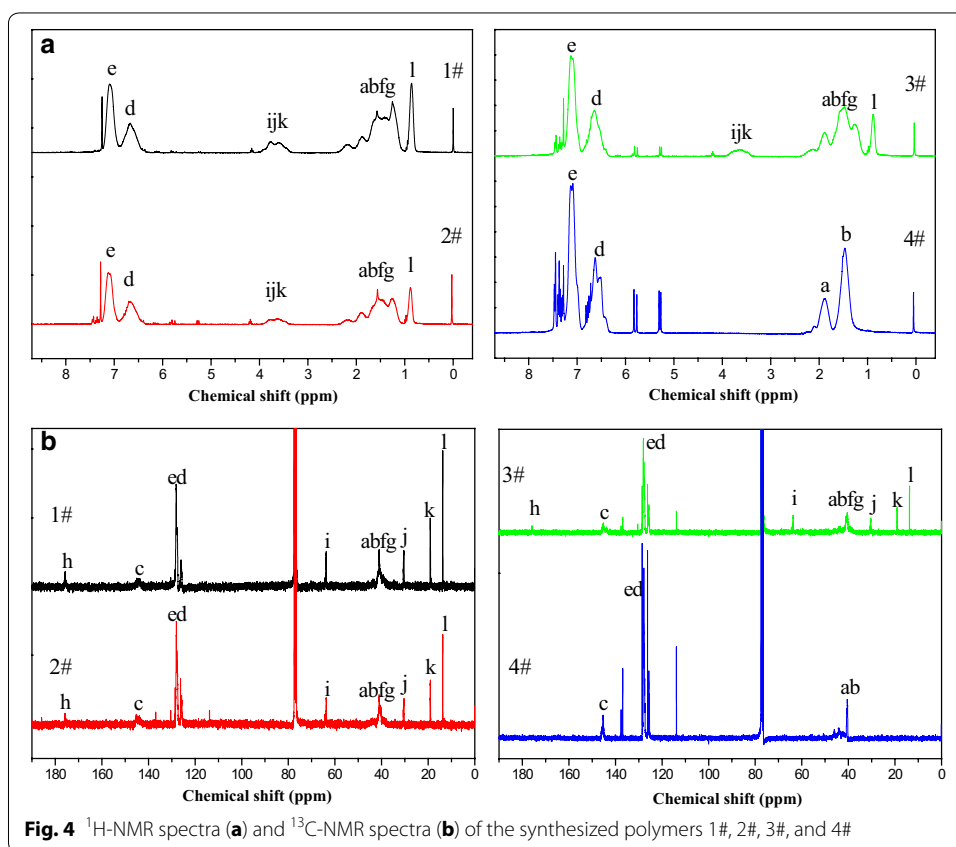 a
e
d
ijk
abfg
l
1#
e
d
ijk
abfg
l
2#
8 7 6 5 4 3 2 1 0
Chemical shift (ppm)
e
d
ijk
abfg
l
3#
e
d
a
b
4#
8 7 6 5 4 3 2 1 0
Chemical shift (ppm)
b
1#
h
c
ed
i
abfg
j
k
l
2#
h
c
ed
i
abfg
j
k
l
180 160 140 120 100 80 60 40 20 0
Chemical shift (ppm)
3#
h
c
ed
i
abfg
j
k
l
4#
c
ed
ab
180 160 140 120 100 80 60 40 20 0
Chemical shift (ppm)
Fig. 4 ¹H-NMR spectra (a) and ¹³C-NMR spectra (b) of the synthesized polymers 1#, 2#, 3#, and 4#